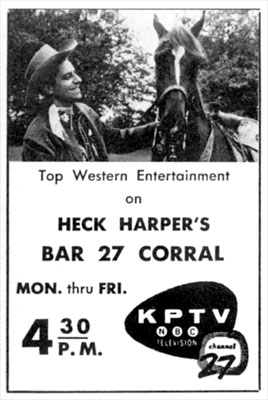 Top Western Entertainment
on
HECK HARPER'S
BAR 27 CORRAL
MON. thru FRI.
4 30 P.M.
KPTV
NBC
TELEVISION
channel
27